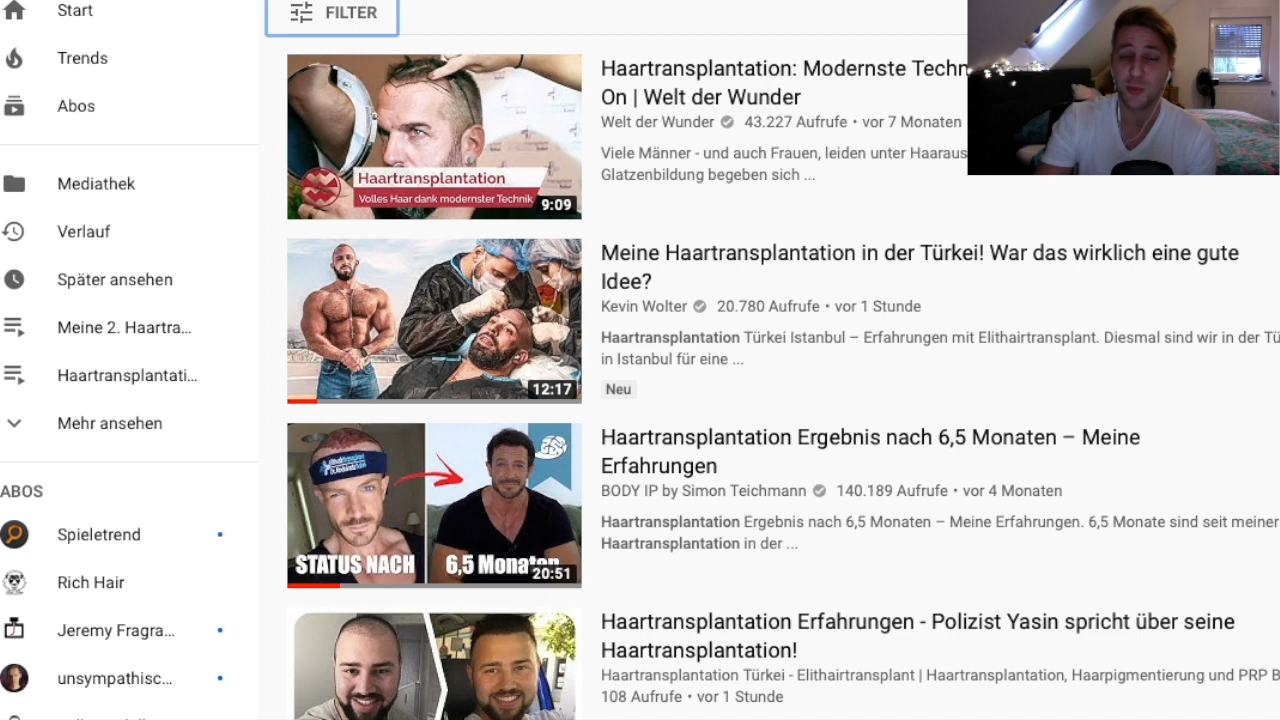 Start
Trends
Abos
Mediathek
Verlauf
Später ansehen
Meine 2. Haartra...
Haartransplantati...
Mehr ansehen
ABOS
Spieletrend
Rich Hair
Jeremy Fragra...
unsympathisc...
FILTER
Haartransplantation
Volles Haar dank modernster Technik
9:09
Haartransplantation: Modernste Techn
On | Welt der Wunder
Welt der Wunder 43.227 Aufrufe • vor 7 Monaten
Viele Männer - und auch Frauen, leiden unter Haaraus
Glatzenbildung begeben sich ...
12:17
Meine Haartransplantation in der Türkei! War das wirklich eine gute
Idee?
Kevin Wolter 20.780 Aufrufe • vor 1 Stunde
Haartransplantation Türkei Istanbul – Erfahrungen mit Elithairtransplant. Diesmal sind wir in der Tü
in Istanbul für eine ...
Neu
STATUS NACH 6,5 Monaten
20:51
Haartransplantation Ergebnis nach 6,5 Monaten – Meine
Erfahrungen
BODY IP by Simon Teichmann 140.189 Aufrufe • vor 4 Monaten
Haartransplantation Ergebnis nach 6,5 Monaten – Meine Erfahrungen. 6,5 Monate sind seit meiner
Haartransplantation in der ...
Haartransplantation Erfahrungen - Polizist Yasin spricht über seine
Haartransplantation!
Haartransplantation Türkei - Elithairtransplant | Haartransplantation, Haarpigmentierung und PRP B
108 Aufrufe • vor 1 Stunde